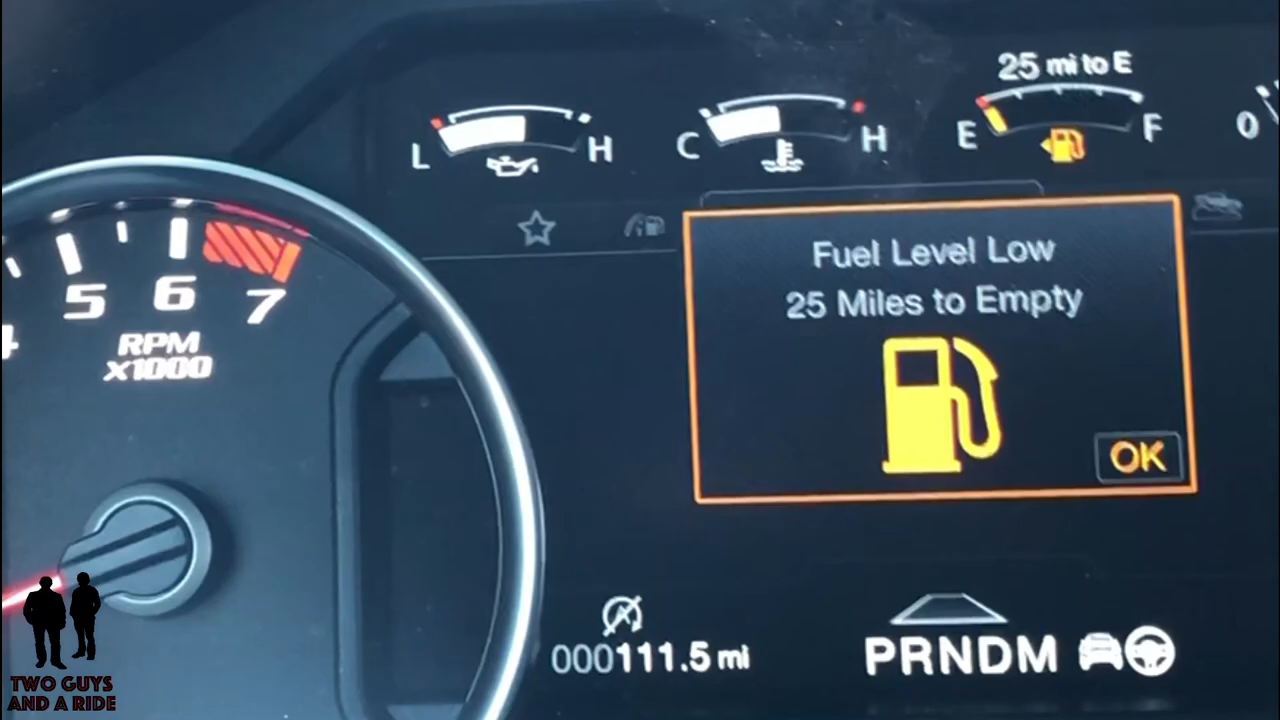 25 mi to E
L H
C H
E F
0
Fuel Level Low
25 Miles to Empty
OK
4 5 6 7
RPM
x1000
000111.5 mi
PRNDM
TWO GUYS
AND A RIDE